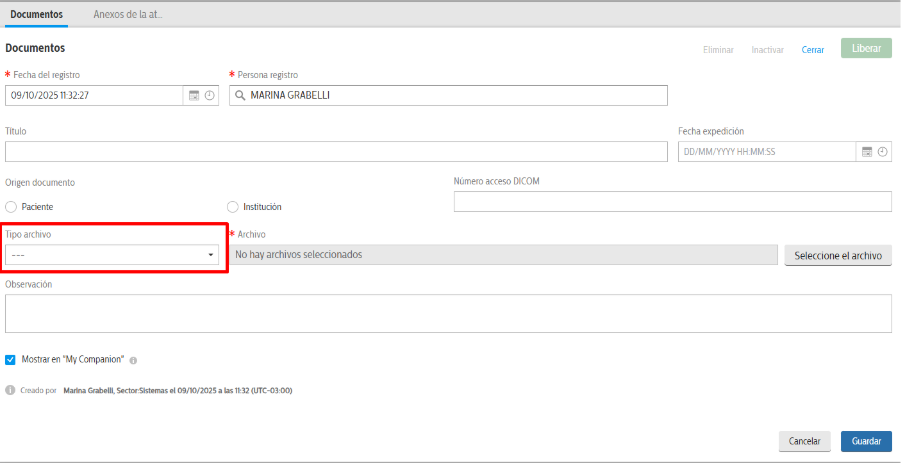 Documentos Anexos de la at...
Documentos
Eliminar Inactivar Cerrar Liberar
* Fecha del registro * Persona registro
09/10/2025 11:32:27 MARINA GRABELLI
Título Fecha expedición
DD/MM/YYYY HH:MM:SS
Origen documento Número acceso DICOM
Paciente Institución
Tipo archivo * Archivo
--- No hay archivos seleccionados Seleccione el archivo
Observación
Mostrar en "My Companion"
Creado por Marina Grabelli, Sector:Sistemas el 09/10/2025 a las 11:32 (UTC-03:00)
Cancelar Guardar